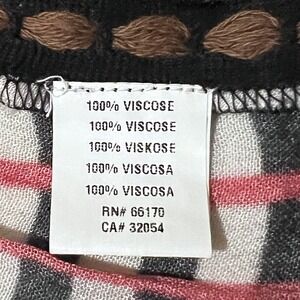 100% VISCOSE
100% VISCOSE
100% VISKOSE
100% VISCOSA
100% VISCOSA
RN# 66170
CA# 32054